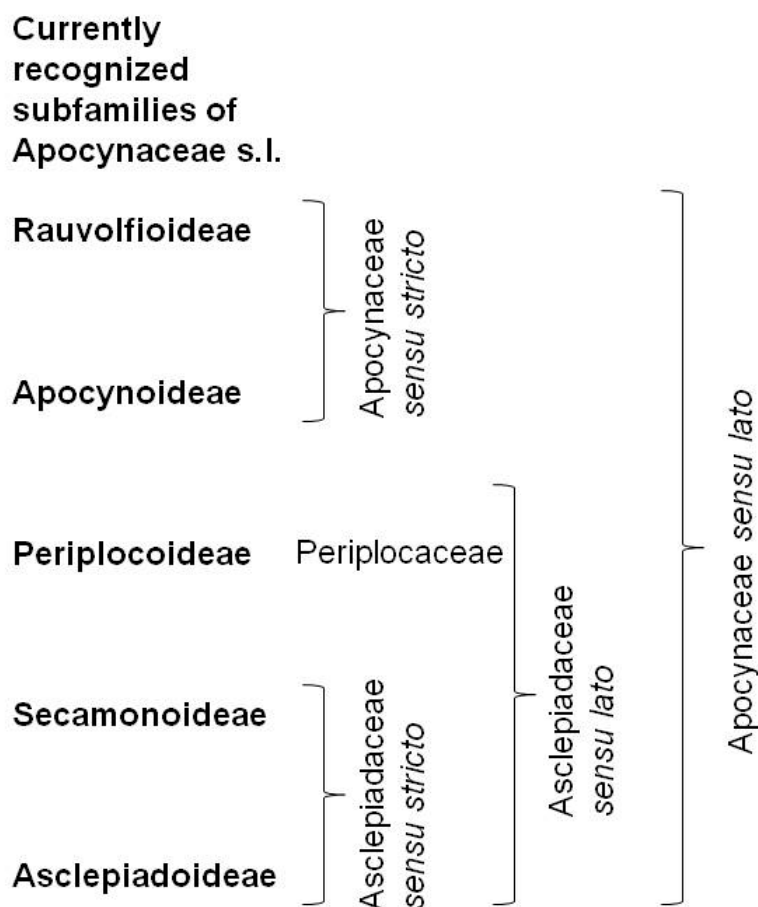 Currently
recognized
subfamilies of
Apocynaceae s.l.
Rauvolfioideae
Apocynoideae
Apocynaceae
sensu stricto
Periplocoideae
Periplocaceae
Secamonoideae
Asclepiadoideae
Asclepiadaceae
sensu stricto
Asclepiadaceae
sensu lato
Apocynaceae sensu lato